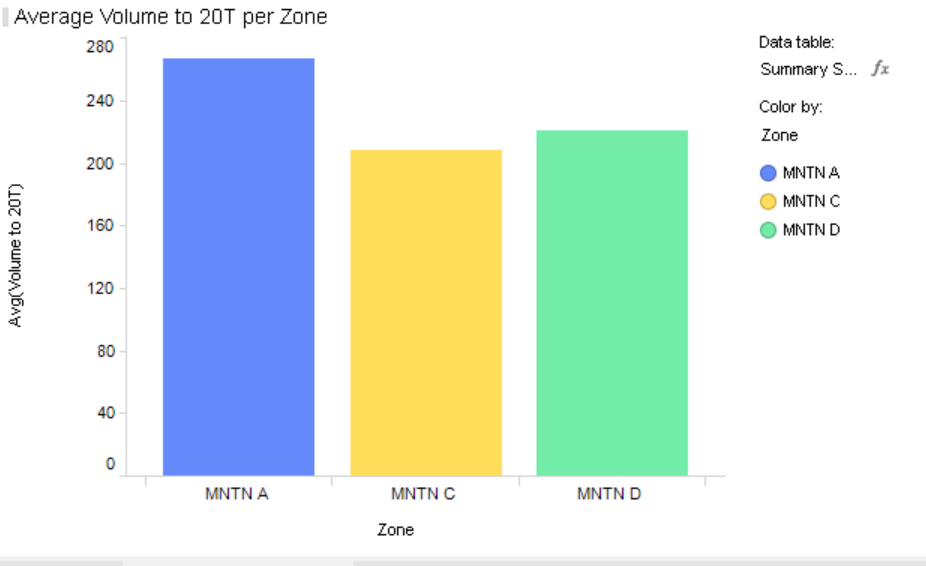 Average Volume to 20T per Zone
280
240
200
160
120
80
40
0
Avg(Volume to 20T)
MNTN A
MNTN C
MNTN D
Zone
Data table:
Summary S... fx
Color by:
Zone
MNTN A
MNTN C
MNTN D